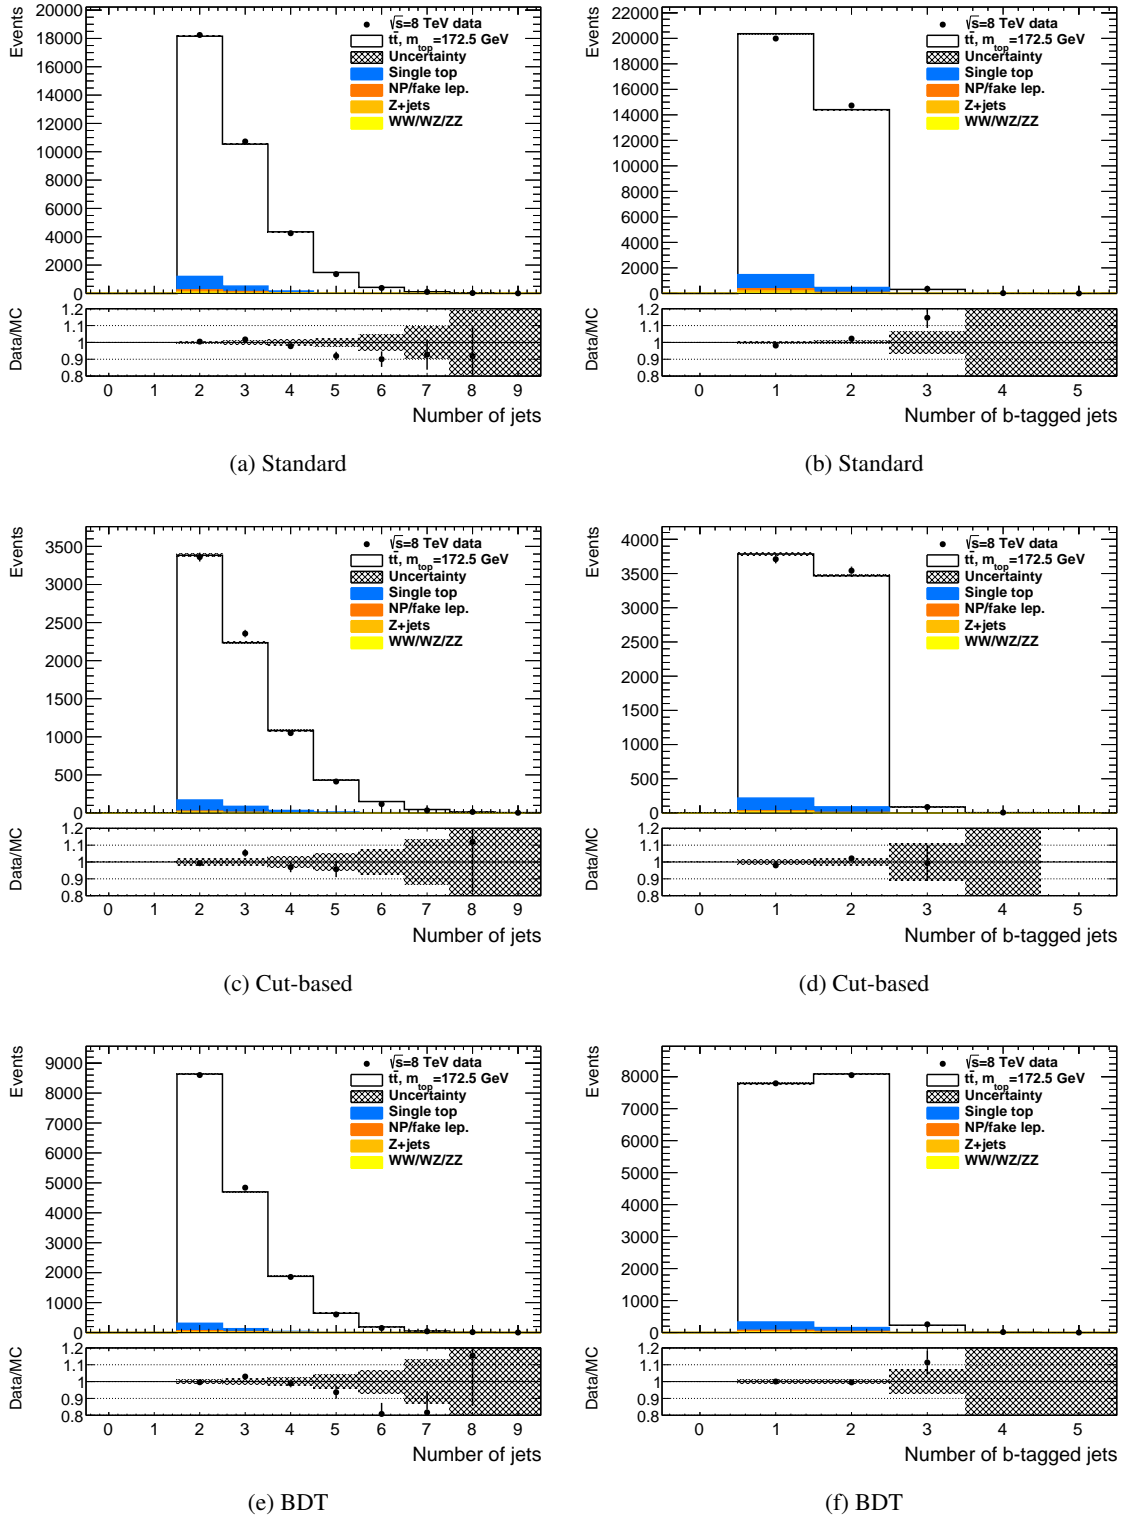 Events
20000
18000
16000
14000
12000
10000
8000
6000
4000
2000
0
√s=8 TeV data
tt̄, m_top=172.5 GeV
Uncertainty
Single top
NP/fake lep.
Z+jets
WW/WZ/ZZ
Data/MC
1.2
1.1
1
0.9
0.8
0 1 2 3 4 5 6 7 8 9
Number of jets
(a) Standard
Events
22000
20000
18000
16000
14000
12000
10000
8000
6000
4000
2000
0
√s=8 TeV data
tt̄, m_top=172.5 GeV
Uncertainty
Single top
NP/fake lep.
Z+jets
WW/WZ/ZZ
Data/MC
1.2
1.1
1
0.9
0.8
0 1 2 3 4 5
Number of b-tagged jets
(b) Standard
Events
3500
3000
2500
2000
1500
1000
500
0
√s=8 TeV data
tt̄, m_top=172.5 GeV
Uncertainty
Single top
NP/fake lep.
Z+jets
WW/WZ/ZZ
Data/MC
1.2
1.1
1
0.9
0.8
0 1 2 3 4 5 6 7 8 9
Number of jets
(c) Cut-based
Events
4000
3500
3000
2500
2000
1500
1000
500
0
√s=8 TeV data
tt̄, m_top=172.5 GeV
Uncertainty
Single top
NP/fake lep.
Z+jets
WW/WZ/ZZ
Data/MC
1.2
1.1
1
0.9
0.8
0 1 2 3 4 5
Number of b-tagged jets
(d) Cut-based
Events
9000
8000
7000
6000
5000
4000
3000
2000
1000
0
√s=8 TeV data
tt̄, m_top=172.5 GeV
Uncertainty
Single top
NP/fake lep.
Z+jets
WW/WZ/ZZ
Data/MC
1.2
1.1
1
0.9
0.8
0 1 2 3 4 5 6 7 8 9
Number of jets
(e) BDT
Events
8000
7000
6000
5000
4000
3000
2000
1000
0
√s=8 TeV data
tt̄, m_top=172.5 GeV
Uncertainty
Single top
NP/fake lep.
Z+jets
WW/WZ/ZZ
Data/MC
1.2
1.1
1
0.9
0.8
0 1 2 3 4 5
Number of b-tagged jets
(f) BDT